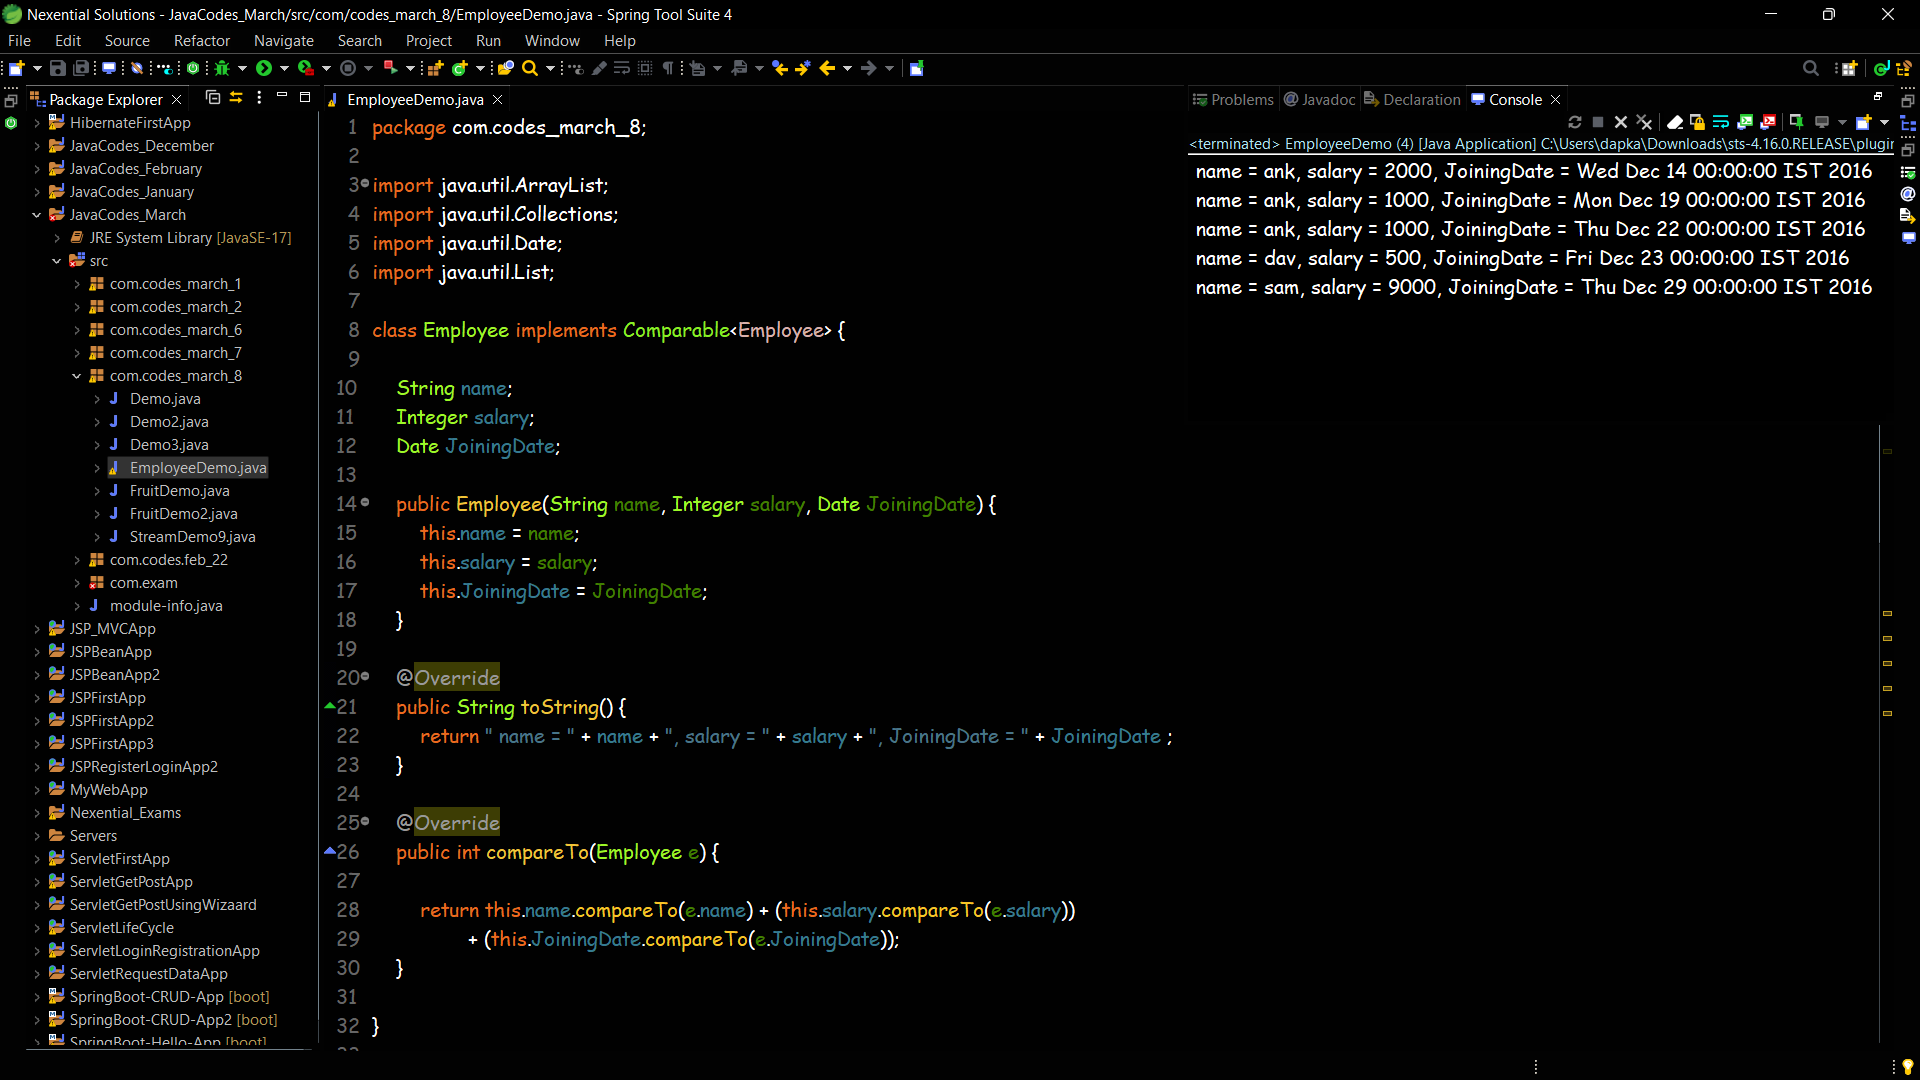 Nexential Solutions - JavaCodes_March/src/com/codes_march_8/EmployeeDemo.java - Spring Tool Suite 4
File Edit Source Refactor Navigate Search Project Run Window Help
Package Explorer
HibernateFirstApp
JavaCodes_December
JavaCodes_February
JavaCodes_January
JavaCodes_March
JRE System Library [JavaSE-17]
src
com.codes_march_1
com.codes_march_2
com.codes_march_6
com.codes_march_7
com.codes_march_8
Demo.java
Demo2.java
Demo3.java
EmployeeDemo.java
FruitDemo.java
FruitDemo2.java
StreamDemo9.java
com.codes.feb_22
com.exam
module-info.java
JSP_MVCApp
JSPBeanApp
JSPBeanApp2
JSPFirstApp
JSPFirstApp2
JSPFirstApp3
JSPRegisterLoginApp2
MyWebApp
Nexential_Exams
Servers
ServletFirstApp
ServletGetPostApp
ServletGetPostUsingWizaard
ServletLifeCycle
ServletLoginRegistrationApp
ServletRequestDataApp
SpringBoot-CRUD-App [boot]
SpringBoot-CRUD-App2 [boot]
SpringBoot-Hello-App [boot]
EmployeeDemo.java
1 package com.codes_march_8;
2
3 import java.util.ArrayList;
4 import java.util.Collections;
5 import java.util.Date;
6 import java.util.List;
7
8 class Employee implements Comparable<Employee> {
9
10 String name;
11 Integer salary;
12 Date JoiningDate;
13
14 public Employee(String name, Integer salary, Date JoiningDate) {
15 this.name = name;
16 this.salary = salary;
17 this.JoiningDate = JoiningDate;
18 }
19
20 @Override
21 public String toString() {
22 return " name = " + name + ", salary = " + salary + ", JoiningDate = " + JoiningDate ;
23 }
24
25 @Override
26 public int compareTo(Employee e) {
27
28 return this.name.compareTo(e.name) + (this.salary.compareTo(e.salary))
29 + (this.JoiningDate.compareTo(e.JoiningDate));
30 }
31
32 }
Problems @ Javadoc Declaration Console
<terminated> EmployeeDemo (4) [Java Application] C:\Users\dapka\Downloads\sts-4.16.0.RELEASE\plugin
name = ank, salary = 2000, JoiningDate = Wed Dec 14 00:00:00 IST 2016
name = ank, salary = 1000, JoiningDate = Mon Dec 19 00:00:00 IST 2016
name = ank, salary = 1000, JoiningDate = Thu Dec 22 00:00:00 IST 2016
name = dav, salary = 500, JoiningDate = Fri Dec 23 00:00:00 IST 2016
name = sam, salary = 9000, JoiningDate = Thu Dec 29 00:00:00 IST 2016